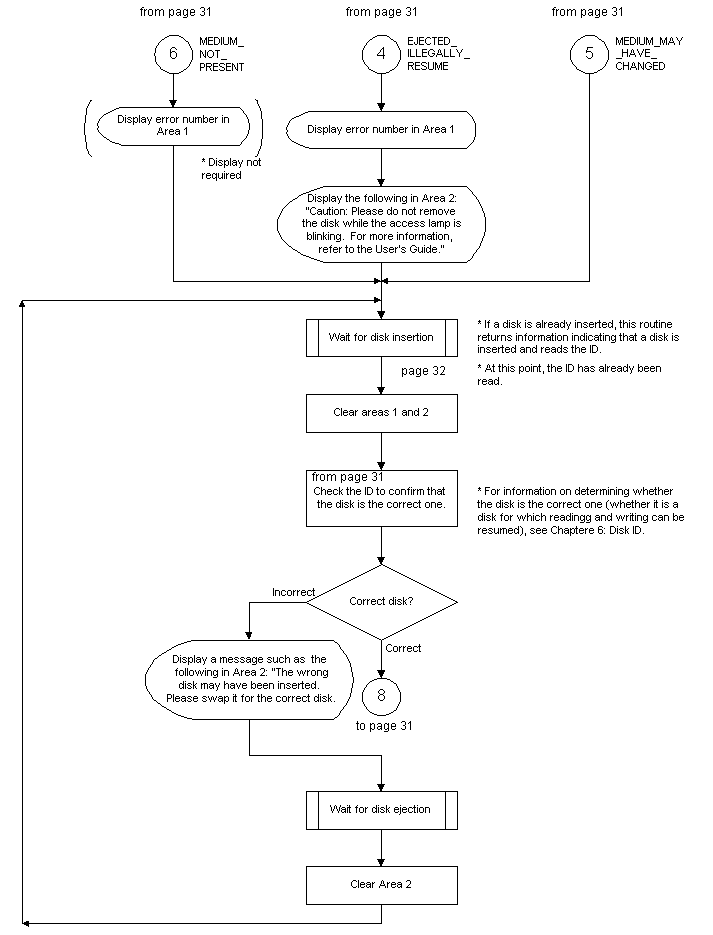 from page 31
from page 31
from page 31
6
MEDIUM_
NOT_
PRESENT
4
EJECTED_
ILLEGALLY_
RESUME
5
MEDIUM_MAY
_HAVE_
CHANGED
Display error number in
Area 1
* Display not
required
Display error number in Area 1
Display the following in Area 2:
"Caution: Please do not remove
the disk while the access lamp is
blinking. For more information,
refer to the User's Guide."
Wait for disk insertion
* If a disk is already inserted, this routine
returns information indicating that a disk is
inserted and reads the ID.
page 32
* At this point, the ID has already been
read.
Clear areas 1 and 2
from page 31
Check the ID to confirm that
the disk is the correct one.
* For information on determining whether
the disk is the correct one (whether it is a
disk for which readingg and writing can be
resumed), see Chaptere 6: Disk ID.
Correct disk?
Incorrect
Correct
Display a message such as the
following in Area 2: "The wrong
disk may have been inserted.
Please swap it for the correct disk.
8
to page 31
Wait for disk ejection
Clear Area 2